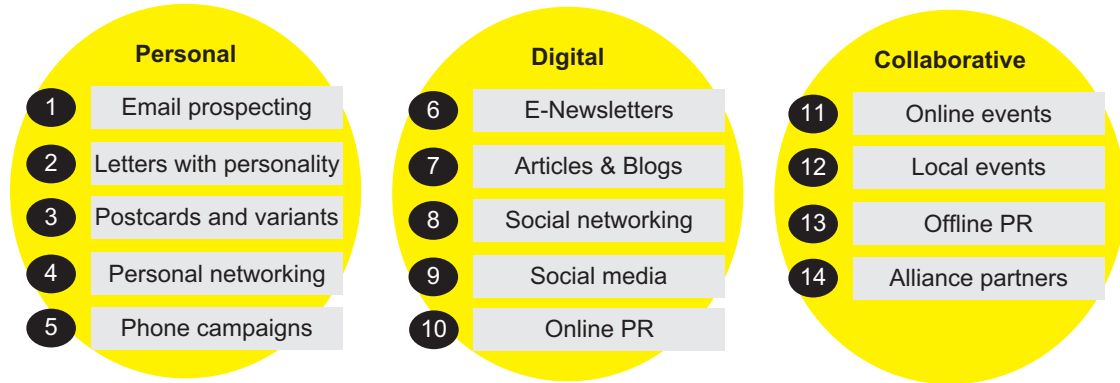 Personal
1 Email prospecting
2 Letters with personality
3 Postcards and variants
4 Personal networking
5 Phone campaigns
Digital
6 E-Newsletters
7 Articles & Blogs
8 Social networking
9 Social media
10 Online PR
Collaborative
11 Online events
12 Local events
13 Offline PR
14 Alliance partners